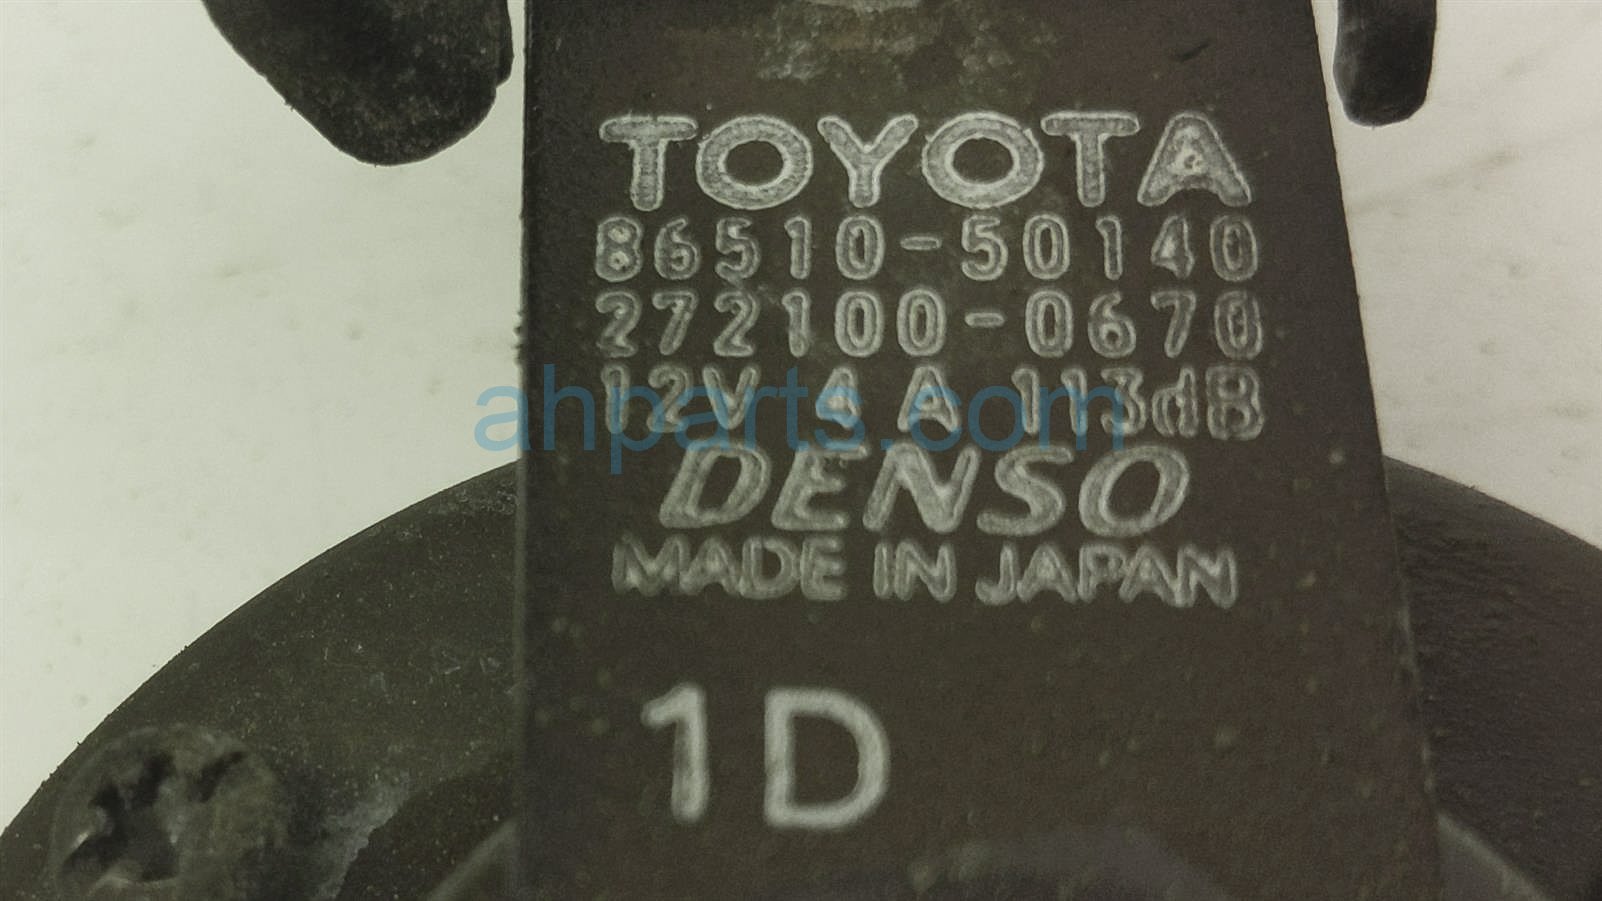 TOYOTA
86510-50140
272100-0670
12V 4 A 113dB
ahparts.com
DENSO
MADE IN JAPAN
1D